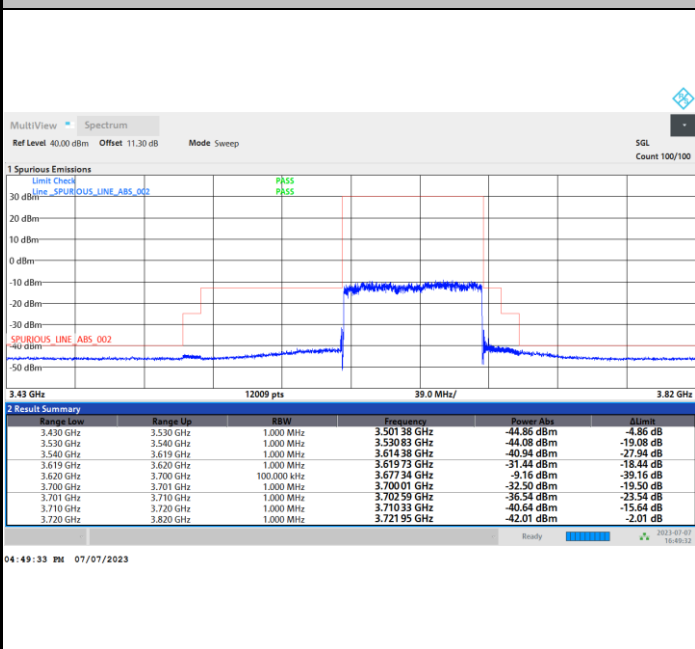 MultiView Spectrum
Ref Level 40.00 dBm Offset 11.30 dB Mode Sweep SGL
Count 100/100
1 Spurious Emissions
Limit Check PASS
Line _SPURIOUS_LINE_ABS_002 PASS
30 dBm
20 dBm
10 dBm
0 dBm
-10 dBm
-20 dBm
-30 dBm
SPURIOUS_LINE_ABS_002
-40 dBm
-50 dBm
3.43 GHz 12009 pts 39.0 MHz/ 3.82 GHz
2 Result Summary
Range Low Range Up RBW Frequency Power Abs ΔLimit
3.430 GHz 3.530 GHz 1.000 MHz 3.501 38 GHz -44.86 dBm -4.86 dB
3.530 GHz 3.540 GHz 1.000 MHz 3.530 83 GHz -44.08 dBm -19.08 dB
3.540 GHz 3.619 GHz 1.000 MHz 3.614 38 GHz -40.94 dBm -27.94 dB
3.619 GHz 3.620 GHz 1.000 MHz 3.619 73 GHz -31.44 dBm -18.44 dB
3.620 GHz 3.700 GHz 100.000 kHz 3.677 34 GHz -9.16 dBm -39.16 dB
3.700 GHz 3.701 GHz 1.000 MHz 3.700 01 GHz -32.50 dBm -19.50 dB
3.701 GHz 3.710 GHz 1.000 MHz 3.702 59 GHz -36.54 dBm -23.54 dB
3.710 GHz 3.720 GHz 1.000 MHz 3.710 33 GHz -40.64 dBm -15.64 dB
3.720 GHz 3.820 GHz 1.000 MHz 3.721 95 GHz -42.01 dBm -2.01 dB
Ready 2023-07-07
16:49:32
04:49:33 PM 07/07/2023